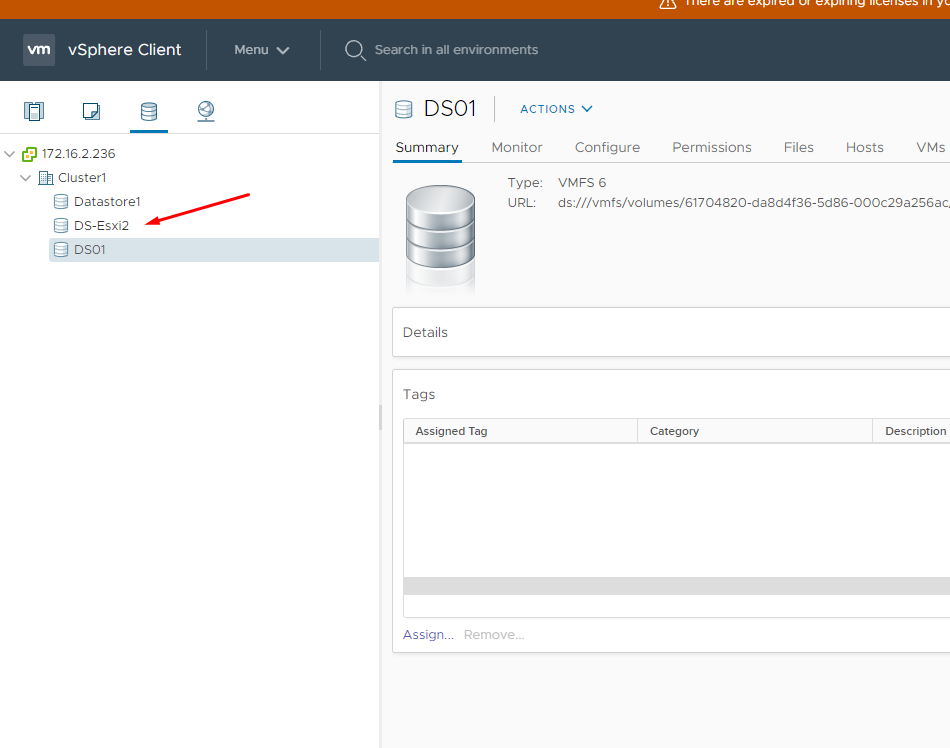 There are expired or expiring licenses in yo
vm vSphere Client Menu Search in all environments
172.16.2.236
Cluster1
Datastore1
DS-Esxi2
DS01
DS01 ACTIONS
Summary Monitor Configure Permissions Files Hosts VMs
Type: VMFS 6
URL: ds:///vmfs/volumes/61704820-da8d4f36-5d86-000c29a256ac/
Details
Tags
Assigned Tag Category Description
Assign... Remove...